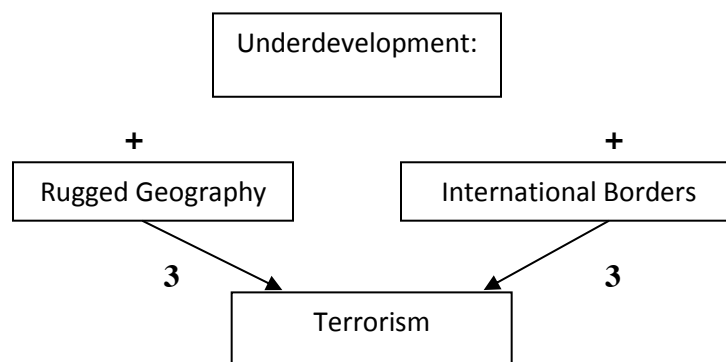 Underdevelopment:
+ +
Rugged Geography International Borders
3 3
Terrorism